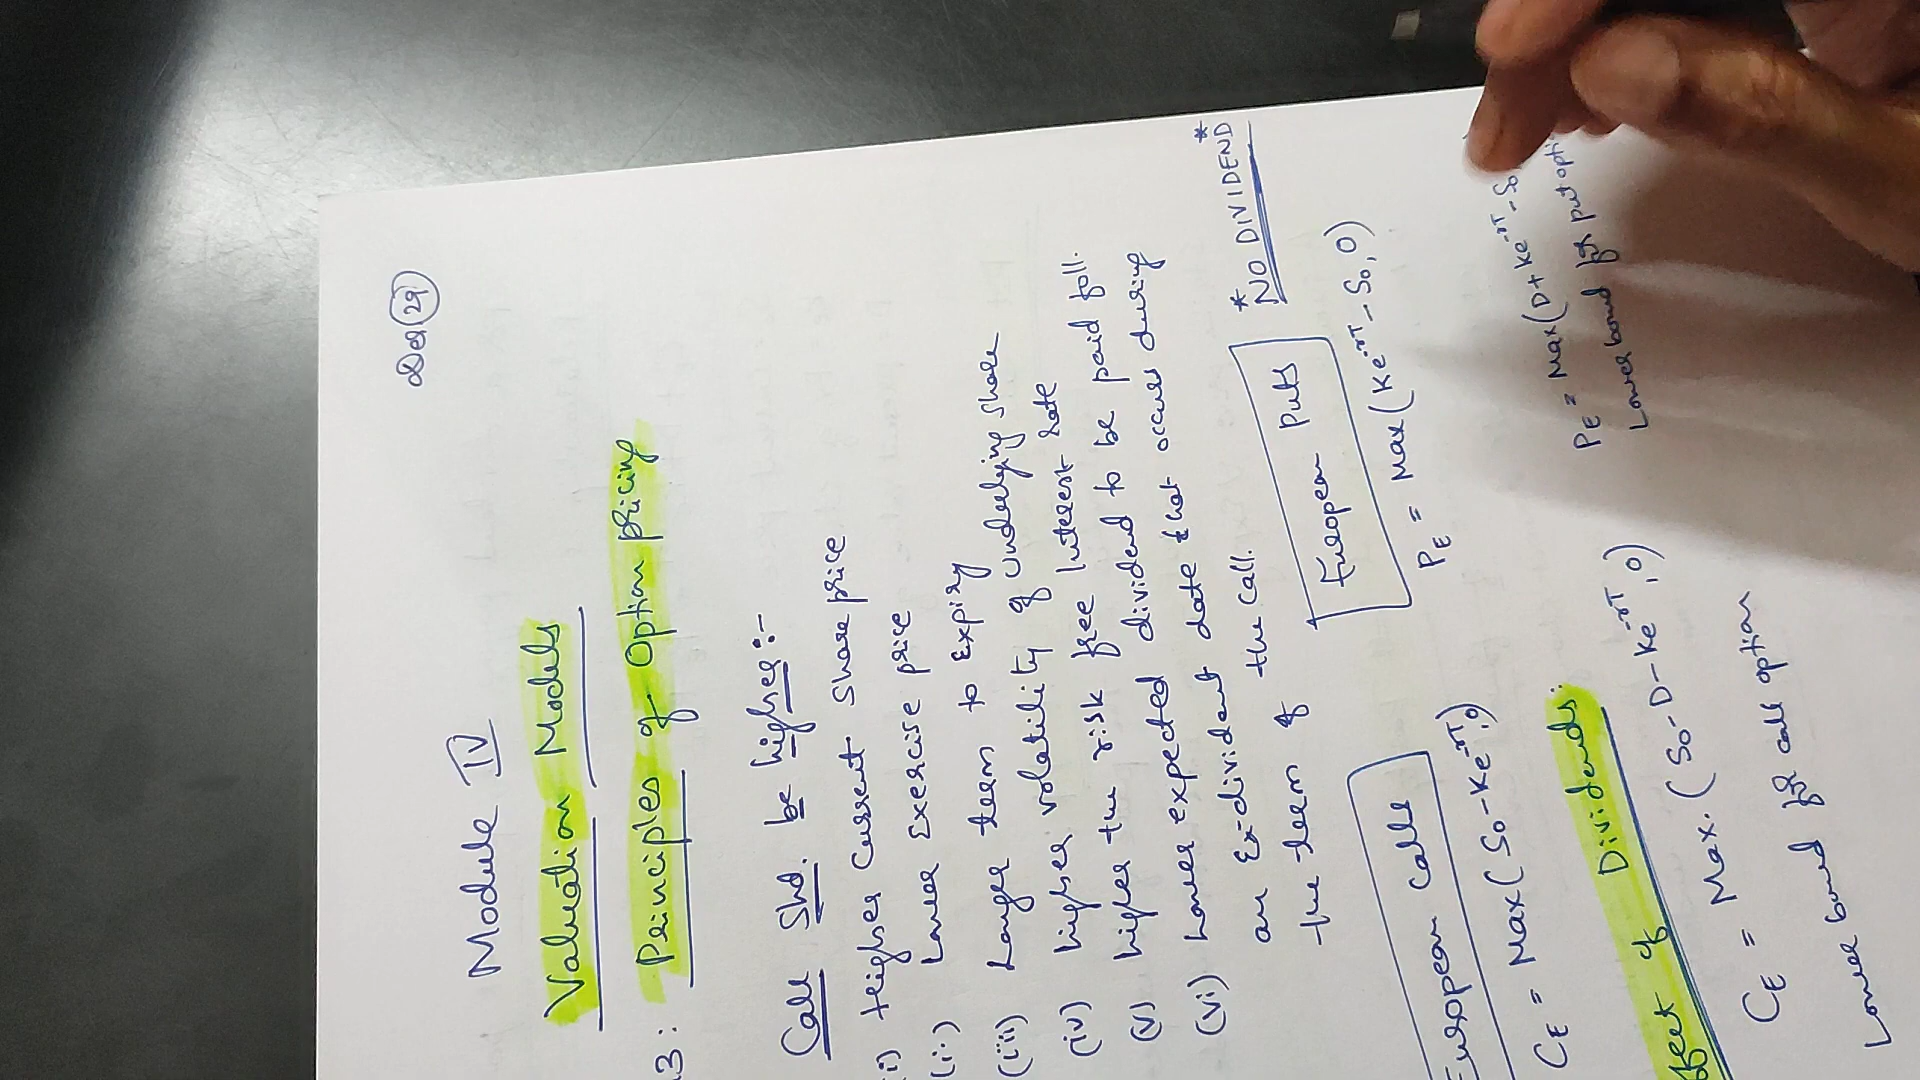 Der 29
Module IV
Valuation Models
3: Principles of Option pricing
Call Shd. be higher:-
i) Higher Current Share price
(ii) Lower Exercise price
(iii) Longer term to Expiry
(iv) higher volatility of underlying share
(v) higher the risk free Interest rate
(vi) Lower expected dividend to be paid foll.
an Ex-dividend date that occurs during
the term of the call.
* NO DIVIDEND *
European Calls
CE = Max(So-Ke-rT,0)
European puts
PE = Max(Ke-rT-So,0)
ffect of Dividends:
CE = Max.(So-D-Ke-rT,0)
Lower bound for call option
PE = Max(D+Ke-rT-So
Lower bound for put opti